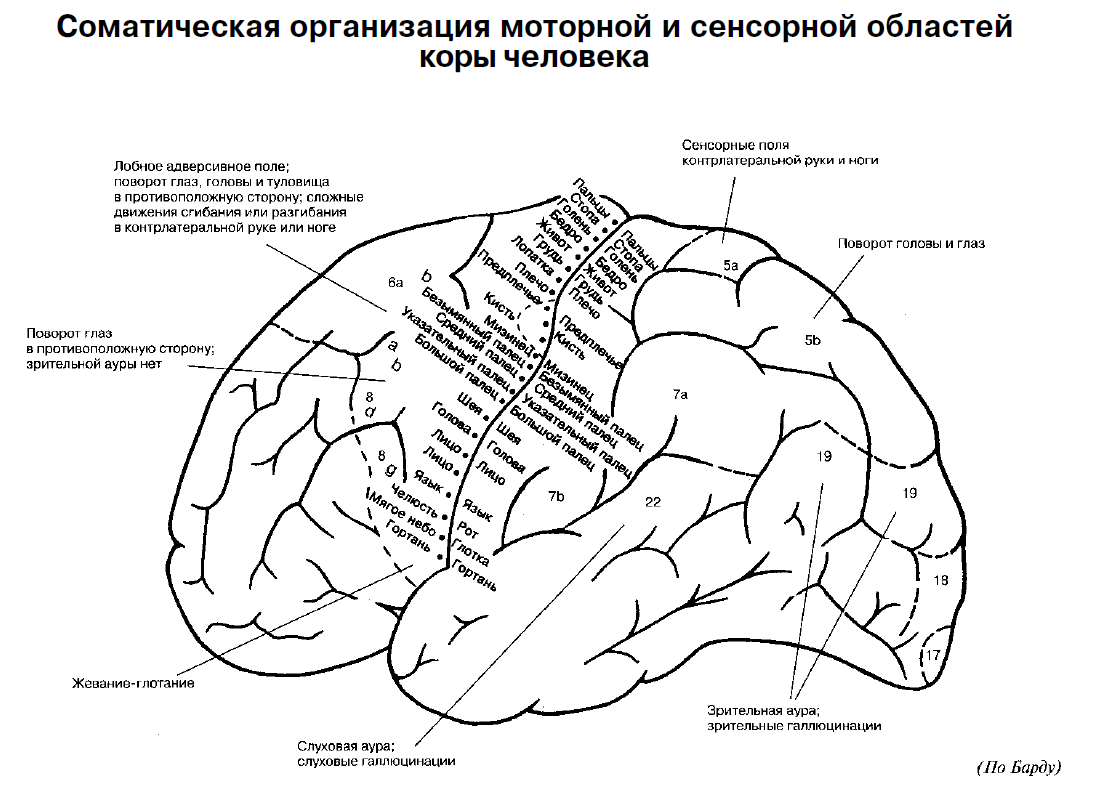 Соматическая организация моторной и сенсорной областей
коры человека
Сенсорные поля
контрлатеральной руки и ноги
Лобное адверсивное поле;
поворот глаз, головы и туловища
в противоположную сторону; сложные
движения сгибания или разгибания
в контрлатеральной руке или ноге
Поворот головы и глаз
Поворот глаз
в противоположную сторону;
зрительной ауры нет
Пальцы
Стопа
Голень
Бедро
Живот
Грудь
Лопатка
Плечо
Предплечье
Кисть
Мизинец
Безымянный палец
Средний палец
Указательный палец
Большой палец
Шея
Голова
Лицо
Лицо
Язык
Челюсть
Мягое небо
Гортань
Пальцы
Стопа
Голень
Бедро
Живот
Грудь
Плечо
Предплечье
Кисть
Мизинец
Безымянный палец
Средний палец
Указательный палец
Большой палец
Шея
Голова
Лицо
Язык
Рот
Глотка
Гортань
6a
b
a
b
8
d
8
g
5a
5b
7a
7b
22
19
19
18
17
Жевание-глотание
Слуховая аура;
слуховые галлюцинации
Зрительная аура;
зрительные галлюцинации
(По Барду)